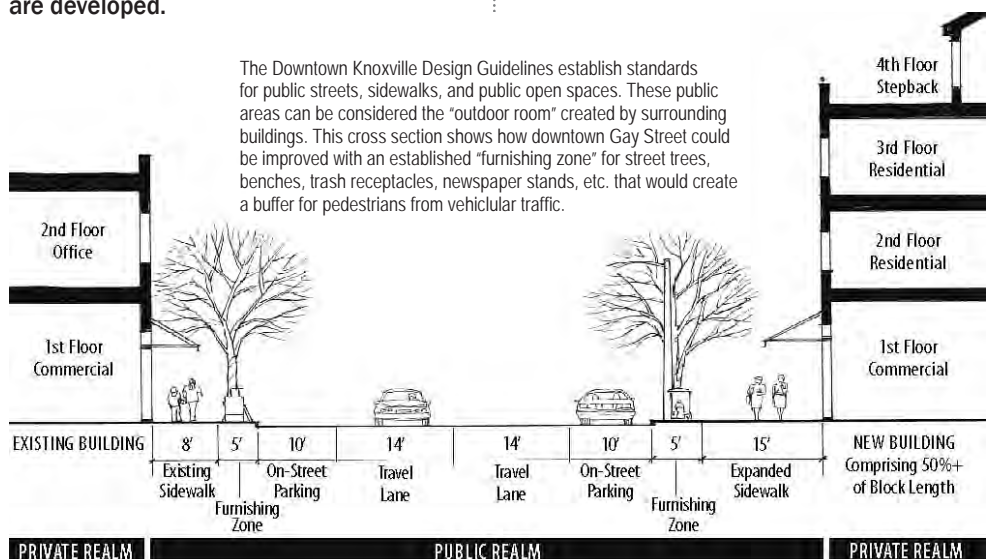 are developed.
The Downtown Knoxville Design Guidelines establish standards
for public streets, sidewalks, and public open spaces. These public
areas can be considered the "outdoor room" created by surrounding
buildings. This cross section shows how downtown Gay Street could
be improved with an established "furnishing zone" for street trees,
benches, trash receptacles, newspaper stands, etc. that would create
a buffer for pedestrians from vehiclular traffic.
2nd Floor
Office
1st Floor
Commercial
4th Floor
Stepback
3rd Floor
Residential
2nd Floor
Residential
1st Floor
Commercial
EXISTING BUILDING
8'
Existing
Sidewalk
5'
Furnishing
Zone
10'
On-Street
Parking
14'
Travel
Lane
14'
Travel
Lane
10'
On-Street
Parking
5'
Furnishing
Zone
15'
Expanded
Sidewalk
NEW BUILDING
Comprising 50%+
of Block Length
PRIVATE REALM
PUBLIC REALM
PRIVATE REALM